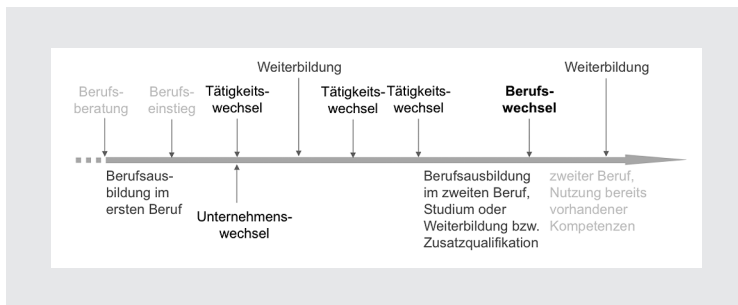 Weiterbildung
Weiterbildung
Berufs-
beratung
Berufs-
einstieg
Tätigkeits-
wechsel
Tätigkeits-
wechsel
Tätigkeits-
wechsel
Berufs-
wechsel
Berufsaus-
bildung im
ersten Beruf
Unternehmens-
wechsel
Berufsausbildung
im zweiten Beruf,
Studium oder
Weiterbildung bzw.
Zusatzqualifikation
zweiter Beruf,
Nutzung bereits
vorhandener
Kompetenzen